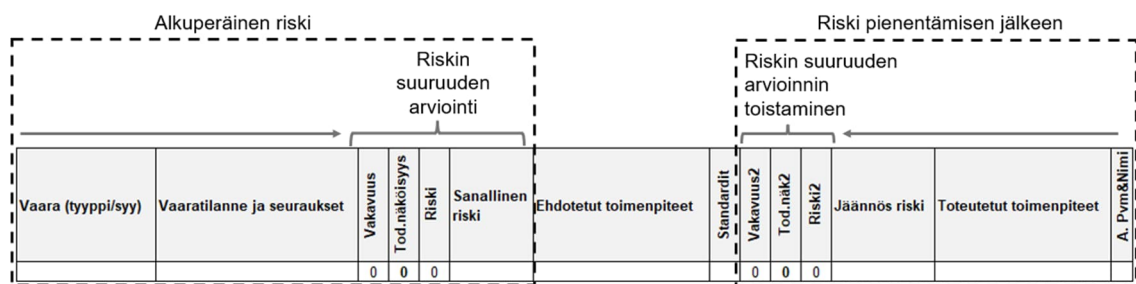 Alkuperäinen riski
Riski pienentämisen jälkeen
Riskin
suuruuden
arviointi
Riskin suuruuden
arvioinnin
toistaminen
Vaara (tyyppi/syy)
Vaaratilanne ja seuraukset
Vakavuus
Tod.näköisyys
Riski
Sanallinen
riski
Ehdotetut toimenpiteet
Standardit
Vakavuus2
Tod.näk2
Riski2
Jäännös riski
Toteutetut toimenpiteet
A. Pvm&Nimi
0 0 0 0 0 0